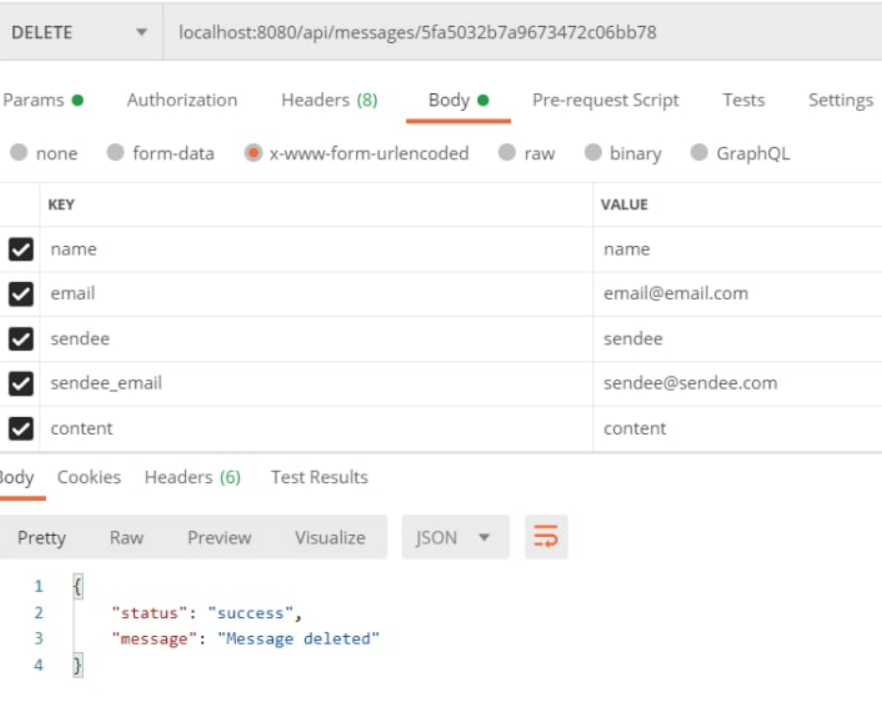 DELETE localhost:8080/api/messages/5fa5032b7a9673472c06bb78
Params Authorization Headers (8) Body Pre-request Script Tests Settings
none form-data x-www-form-urlencoded raw binary GraphQL
KEY VALUE
name name
email email@email.com
sendee sendee
sendee_email sendee@sendee.com
content content
Body Cookies Headers (6) Test Results
Pretty Raw Preview Visualize JSON
1 {
2 "status": "success",
3 "message": "Message deleted"
4 }